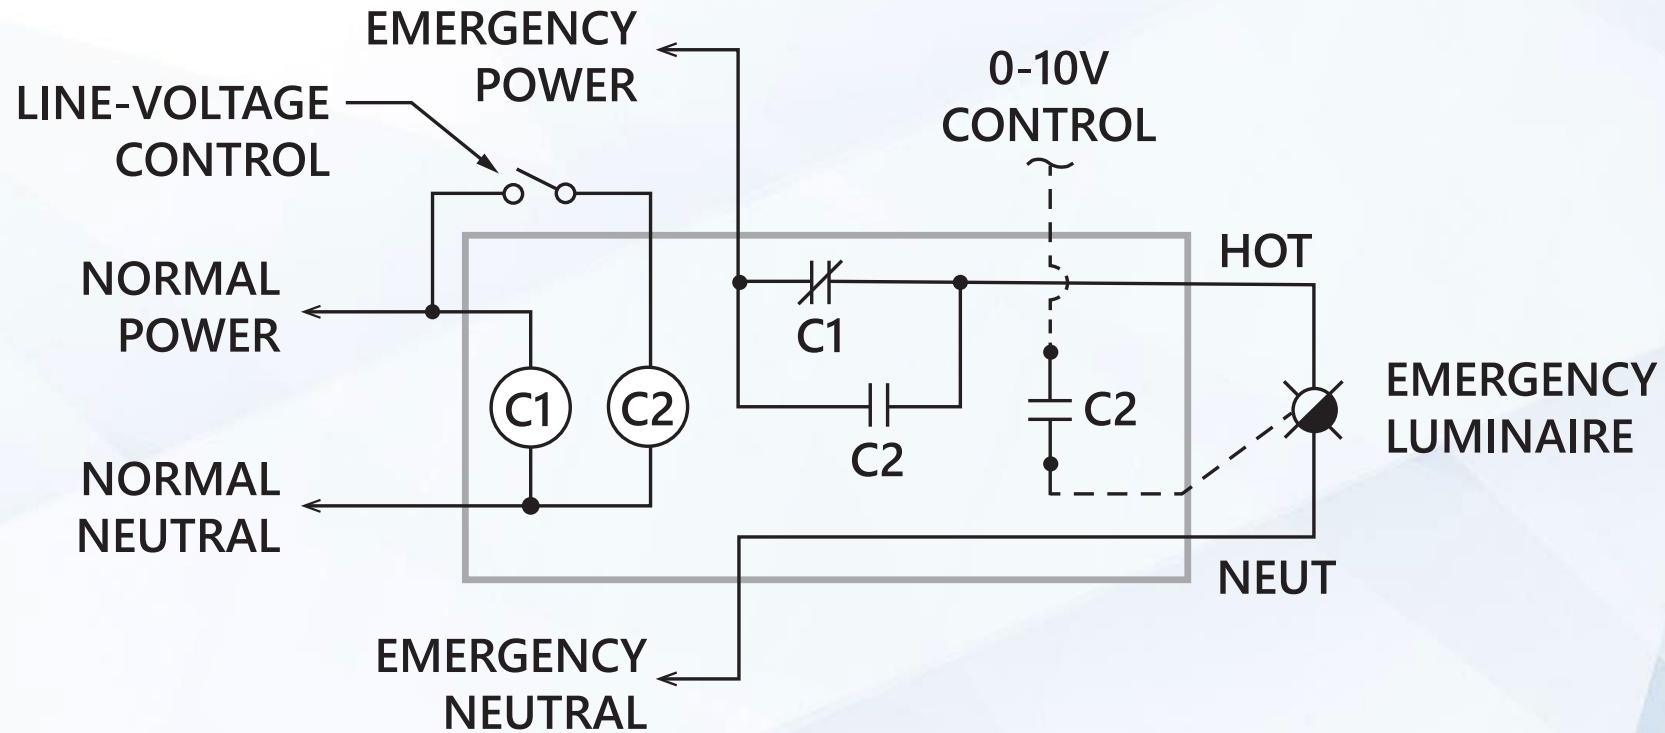 EMERGENCY
POWER
0-10V
CONTROL
LINE-VOLTAGE
CONTROL
HOT
NORMAL
POWER
C1
C1
C2
C2
C2
EMERGENCY
LUMINAIRE
NORMAL
NEUTRAL
NEUT
EMERGENCY
NEUTRAL